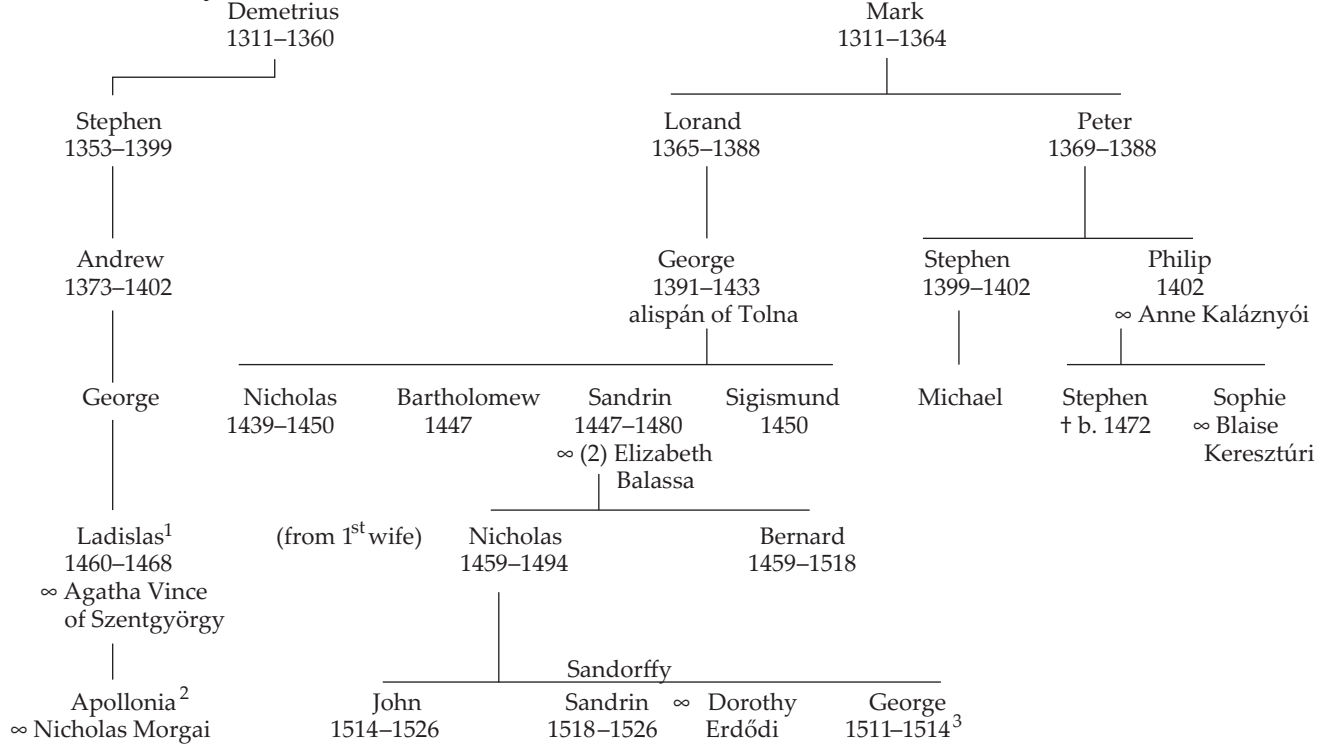 Demetrius Mark
1311–1360 1311–1364
Stephen Lorand Peter
1353–1399 1365–1388 1369–1388
Andrew George Stephen Philip
1373–1402 1391–1433 1399–1402 1402
alispán of Tolna ∞ Anne Kaláznyói
George Nicholas Bartholomew Sandrin Sigismund Michael Stephen Sophie
1439–1450 1447 1447–1480 1450 † b. 1472 ∞ Blaise
∞ (2) Elizabeth Keresztúri
Balassa
Ladislas1 (from 1st wife) Nicholas Bernard
1460–1468 1459–1494 1459–1518
∞ Agatha Vince
of Szentgyörgy
Sandorffy
Apollonia2 John Sandrin ∞ Dorothy George
∞ Nicholas Morgai 1514–1526 1518–1526 Erdődi 1511–15143